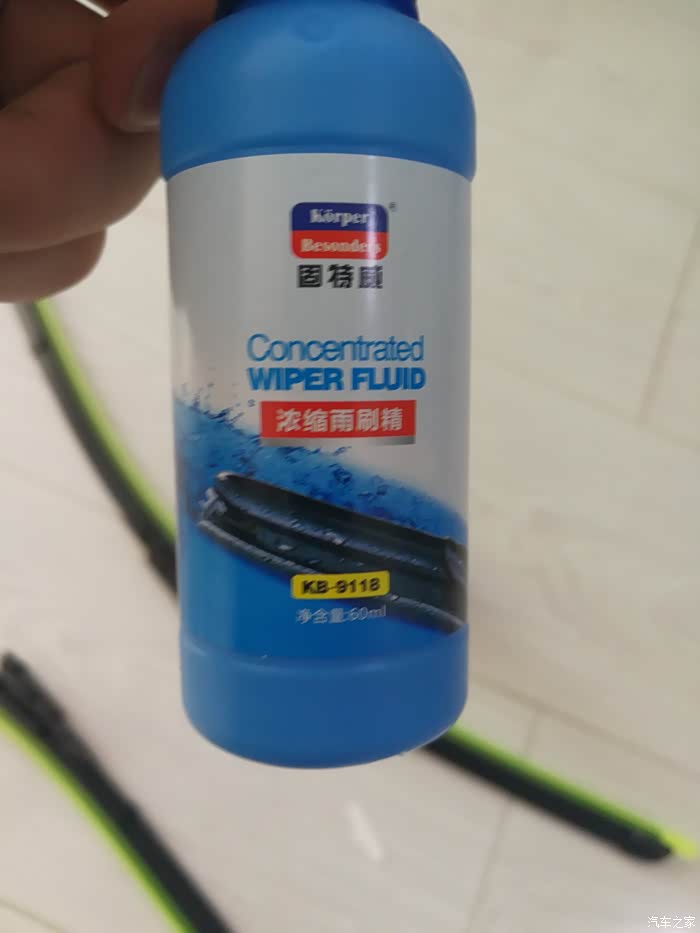 Körper
Besonders
®
固特威
Concentrated
WIPER FLUID
浓缩雨刷精
KB-9118
净含量:60ml
汽车之家